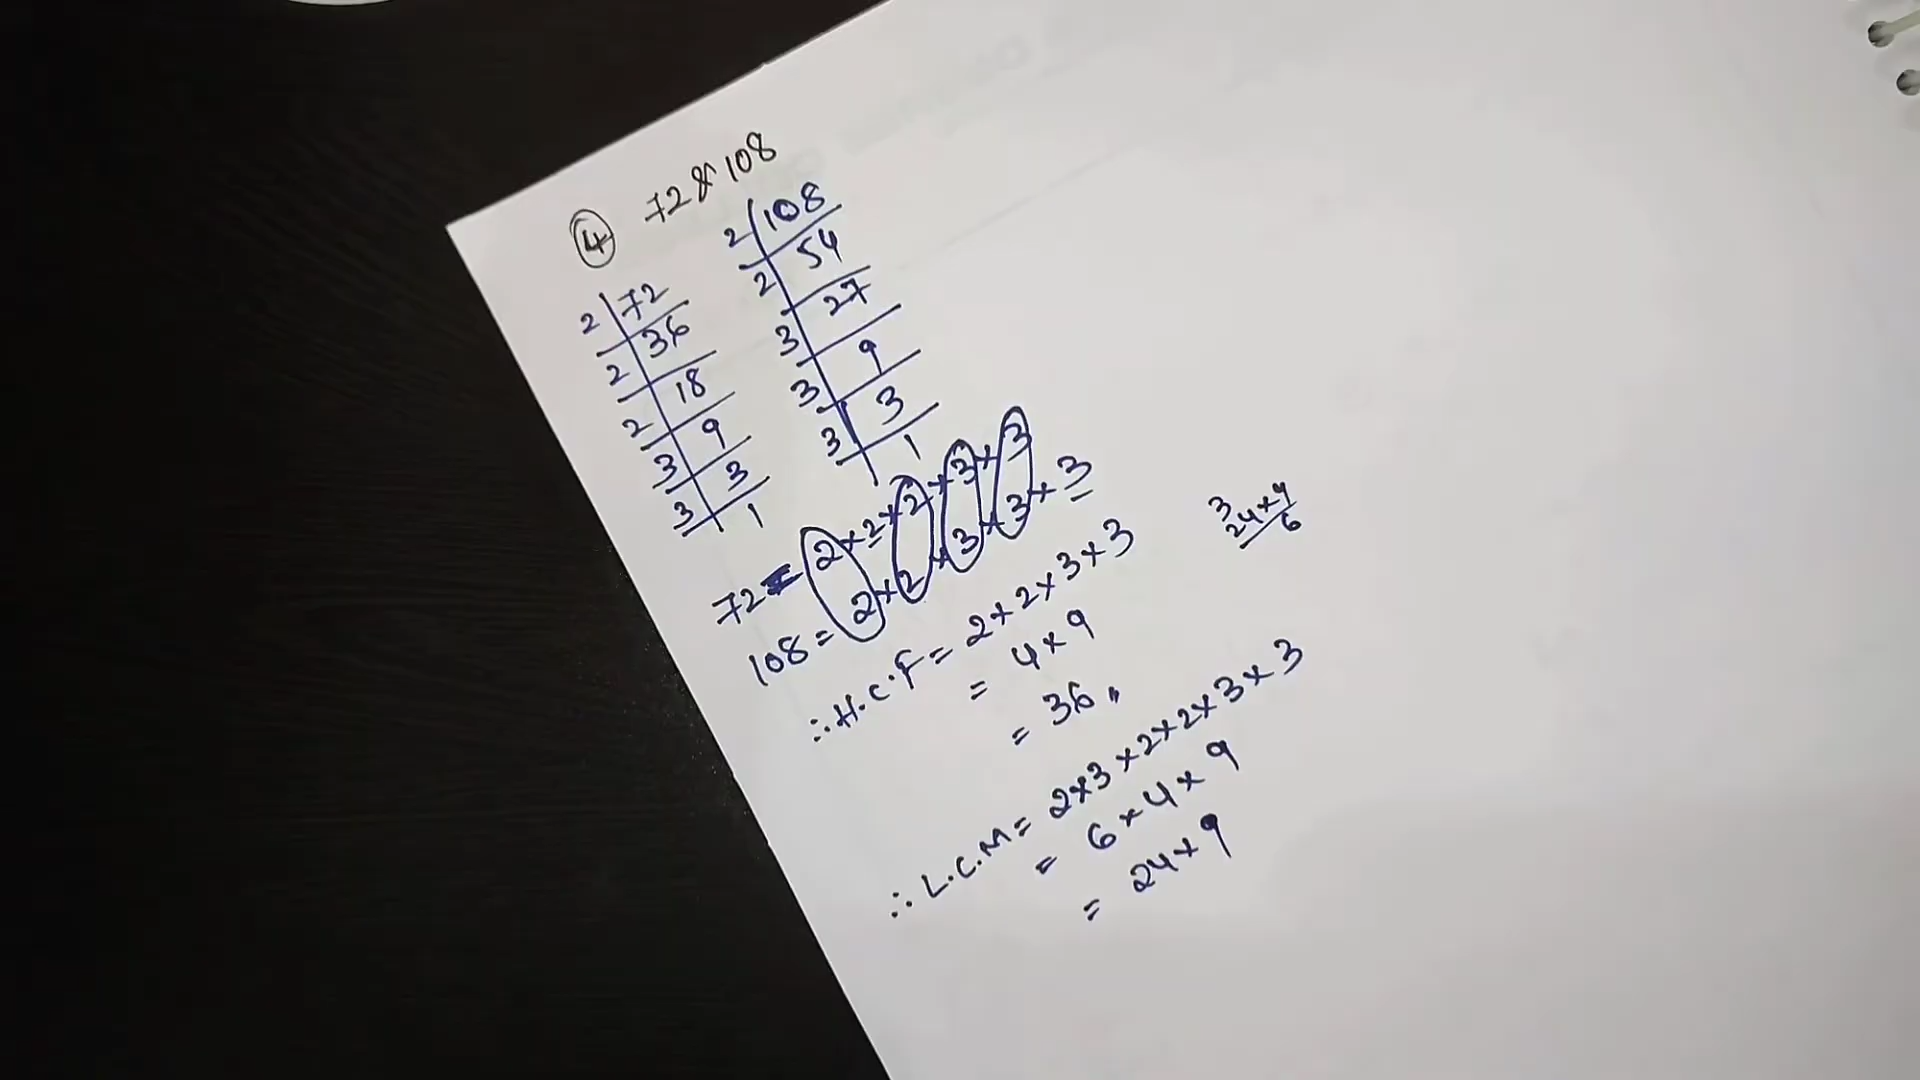 ④ 72 & 108
2 | 72
2 | 36
2 | 18
3 | 9
3 | 3
1
2 | 108
2 | 54
3 | 27
3 | 9
3 | 3
1
72 = 2 × 2 × 2 × 3 × 3
108 = 2 × 2 × 3 × 3 × 3
∴ H.C.F = 2 × 2 × 3 × 3
= 4 × 9
= 36 "
∴ L.C.M = 2 × 3 × 2 × 2 × 3 × 3
= 6 × 4 × 9
= 24 × 9
3
24 × 9
6